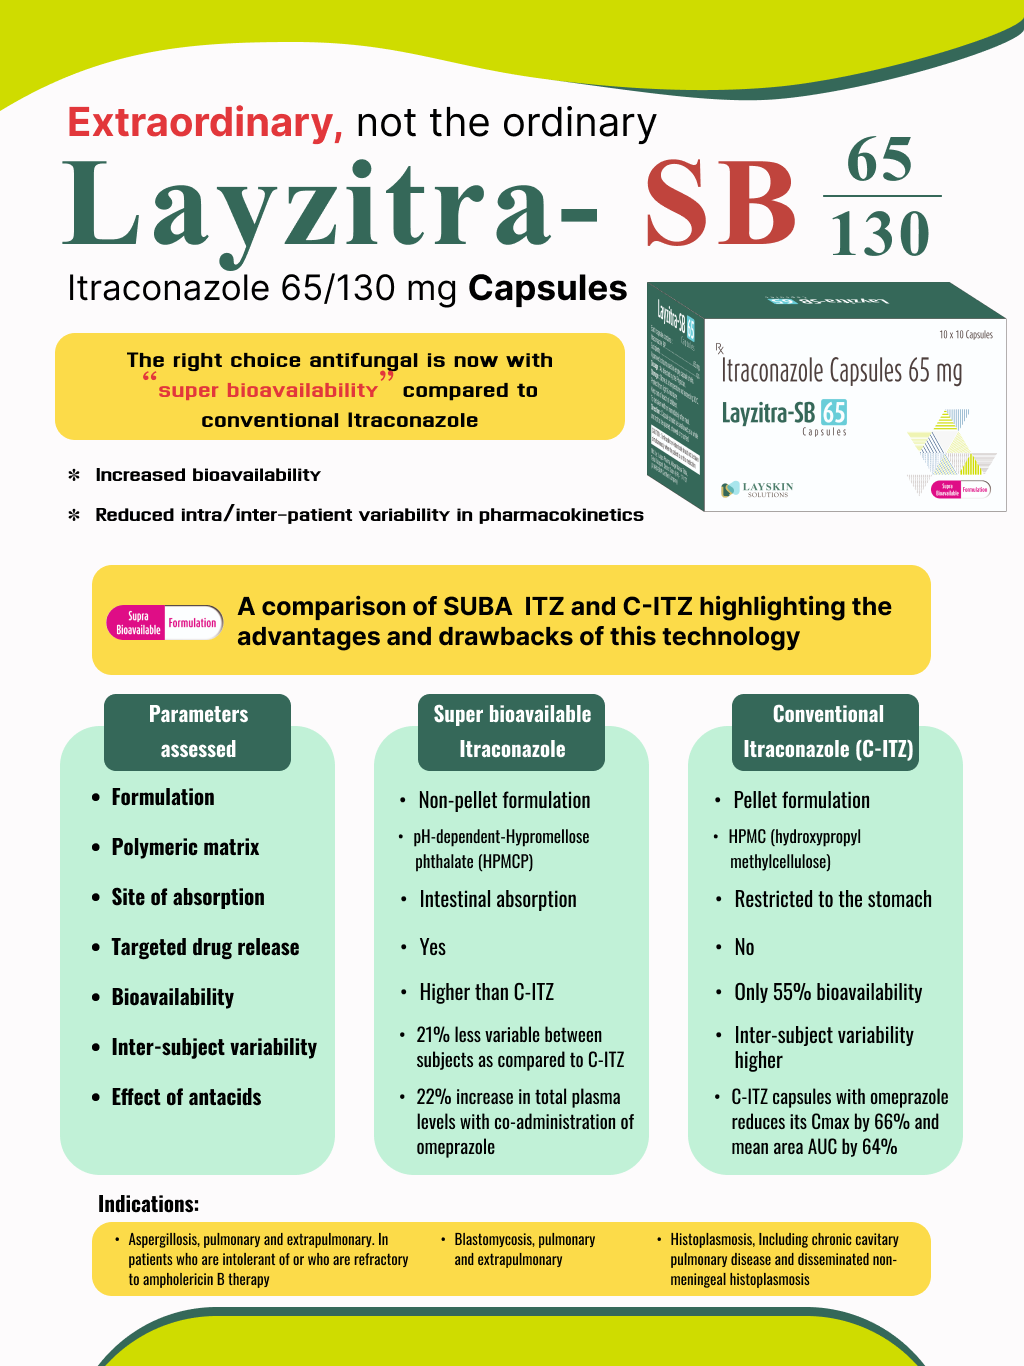 Extraordinary, not the ordinary
Layzitra- SB 65
130
Itraconazole 65/130 mg Capsules
The right choice antifungal is now with
“super bioavailability” compared to
conventional Itraconazole
✻ Increased bioavailability
✻ Reduced intra/inter-patient variability in pharmacokinetics
Layzitra-SB 65
Layzitra-SB 65
Capsules
10 x 10 Capsules
Rx
Itraconazole Capsules 65 mg
Layzitra-SB 65
Capsules
LAYSKIN
SOLUTIONS
Supra
Bioavailable Formulation
Supra
Bioavailable Formulation
A comparison of SUBA ITZ and C-ITZ highlighting the
advantages and drawbacks of this technology
Parameters
assessed
• Formulation
• Polymeric matrix
• Site of absorption
• Targeted drug release
• Bioavailability
• Inter-subject variability
• Effect of antacids
Super bioavailable
Itraconazole
• Non-pellet formulation
• pH-dependent-Hypromellose
phthalate (HPMCP)
• Intestinal absorption
• Yes
• Higher than C-ITZ
• 21% less variable between
subjects as compared to C-ITZ
• 22% increase in total plasma
levels with co-administration of
omeprazole
Conventional
Itraconazole (C-ITZ)
• Pellet formulation
• HPMC (hydroxypropyl
methylcellulose)
• Restricted to the stomach
• No
• Only 55% bioavailability
• Inter-subject variability
higher
• C-ITZ capsules with omeprazole
reduces its Cmax by 66% and
mean area AUC by 64%
Indications:
• Aspergillosis, pulmonary and extrapulmonary. In
patients who are intolerant of or who are refractory
to ampholericin B therapy
• Blastomycosis, pulmonary
and extrapulmonary
• Histoplasmosis, Including chronic cavitary
pulmonary disease and disseminated non-
meningeal histoplasmosis